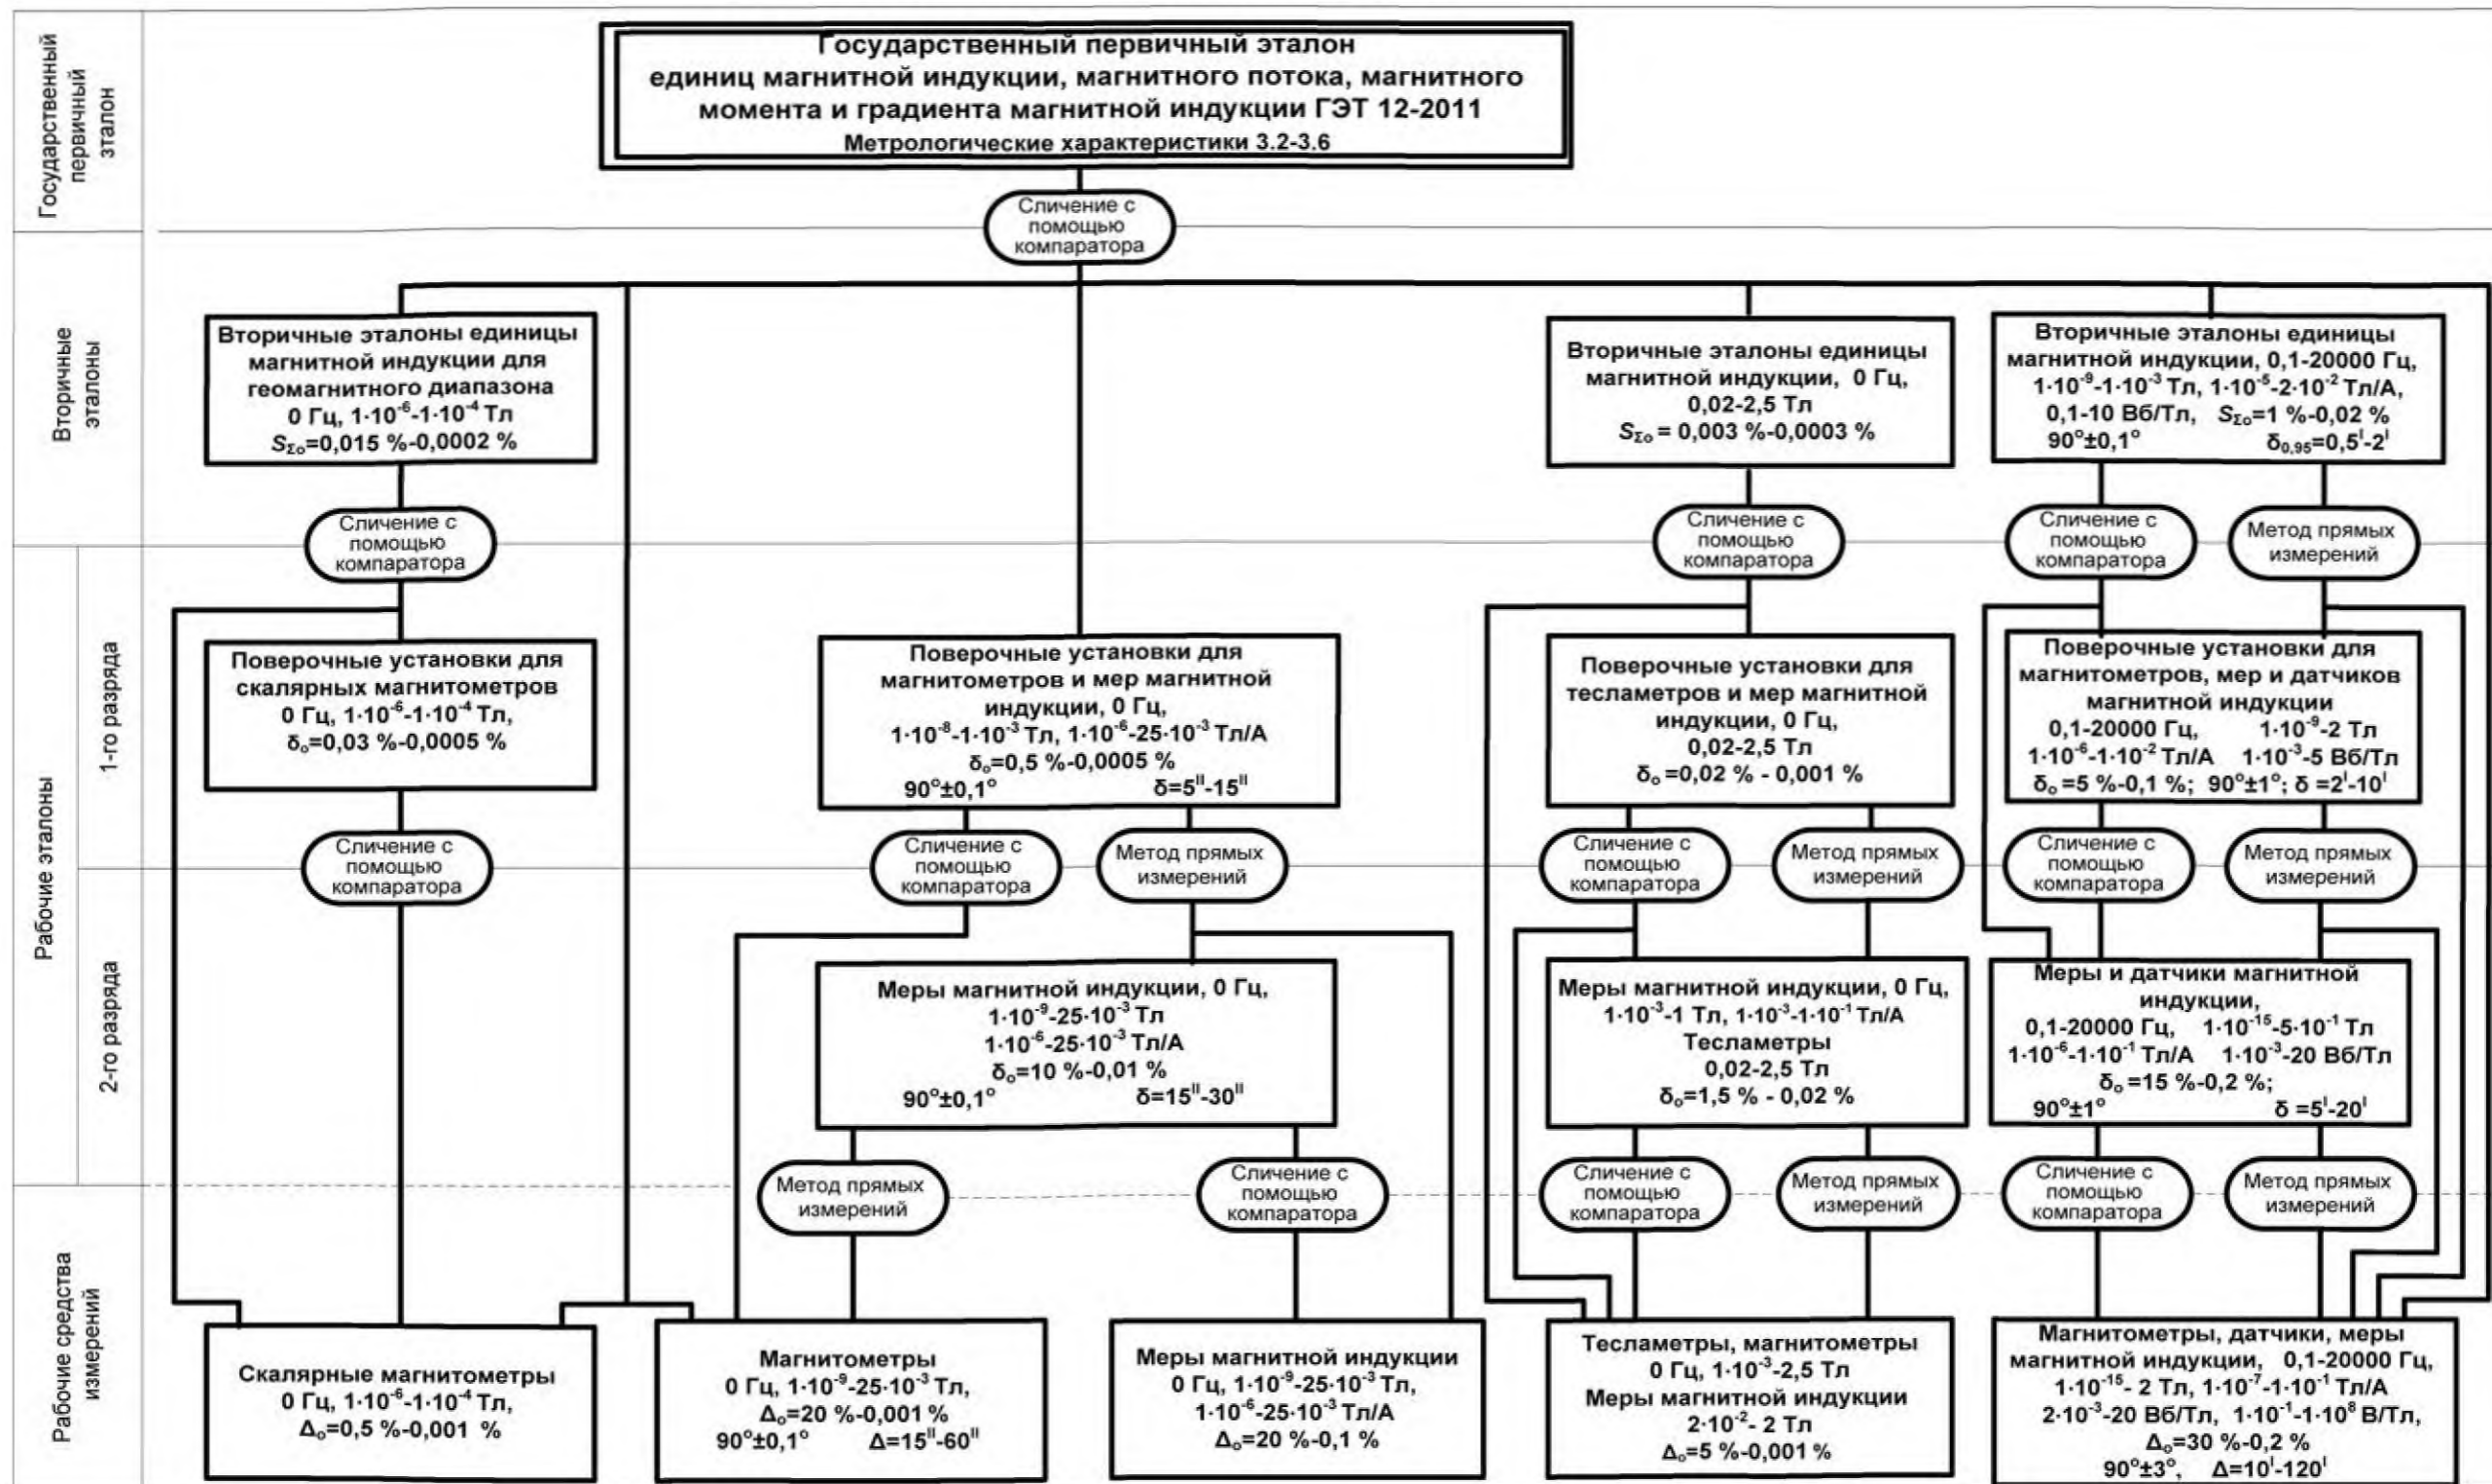 Государственный
первичный
эталон
Государственный первичный эталон
единиц магнитной индукции, магнитного потока, магнитного
момента и градиента магнитной индукции ГЭТ 12-2011
Метрологические характеристики 3.2-3.6
Сличение с
помощью
компаратора
Вторичные
эталоны
Вторичные эталоны единицы
магнитной индукции для
геомагнитного диапазона
0 Гц, 1·10⁻⁶-1·10⁻⁴ Тл
S_Σо=0,015 %-0,0002 %
Вторичные эталоны единицы
магнитной индукции, 0 Гц,
0,02-2,5 Тл
S_Σо = 0,003 %-0,0003 %
Вторичные эталоны единицы
магнитной индукции, 0,1-20000 Гц,
1·10⁻⁹-1·10⁻³ Тл, 1·10⁻⁵-2·10⁻² Тл/А,
0,1-10 Вб/Тл, S_Σо=1 %-0,02 %
90°±0,1° δ₀,₉₅=0,5ᴵ-2ᴵ
Сличение с
помощью
компаратора
Сличение с
помощью
компаратора
Сличение с
помощью
компаратора
Метод прямых
измерений
Рабочие эталоны
1-го разряда
Поверочные установки для
скалярных магнитометров
0 Гц, 1·10⁻⁶-1·10⁻⁴ Тл,
δₒ=0,03 %-0,0005 %
Поверочные установки для
магнитометров и мер магнитной
индукции, 0 Гц,
1·10⁻⁸-1·10⁻³ Тл, 1·10⁻⁶-25·10⁻³ Тл/А
δₒ=0,5 %-0,0005 %
90°±0,1° δ=5ᴵᴵ-15ᴵᴵ
Поверочные установки для
тесламетров и мер магнитной
индукции, 0 Гц,
0,02-2,5 Тл
δₒ =0,02 % - 0,001 %
Поверочные установки для
магнитометров, мер и датчиков
магнитной индукции
0,1-20000 Гц, 1·10⁻⁹-2 Тл
1·10⁻⁶-1·10⁻² Тл/А 1·10⁻³-5 Вб/Тл
δₒ =5 %-0,1 %; 90°±1°; δ =2ᴵ-10ᴵ
Сличение с
помощью
компаратора
Сличение с
помощью
компаратора
Метод прямых
измерений
Сличение с
помощью
компаратора
Метод прямых
измерений
Сличение с
помощью
компаратора
Метод прямых
измерений
2-го разряда
Меры магнитной индукции, 0 Гц,
1·10⁻⁹-25·10⁻³ Тл
1·10⁻⁶-25·10⁻³ Тл/А
δₒ=10 %-0,01 %
90°±0,1° δ=15ᴵᴵ-30ᴵᴵ
Меры магнитной индукции, 0 Гц,
1·10⁻³-1 Тл, 1·10⁻³-1·10⁻¹ Тл/А
Тесламетры
0,02-2,5 Тл
δₒ=1,5 % - 0,02 %
Меры и датчики магнитной
индукции,
0,1-20000 Гц, 1·10⁻¹⁵-5·10⁻¹ Тл
1·10⁻⁶-1·10⁻¹ Тл/А 1·10⁻³-20 Вб/Тл
δₒ =15 %-0,2 %;
90°±1° δ =5ᴵ-20ᴵ
Метод прямых
измерений
Сличение с
помощью
компаратора
Сличение с
помощью
компаратора
Метод прямых
измерений
Сличение с
помощью
компаратора
Метод прямых
измерений
Рабочие средства
измерений
Скалярные магнитометры
0 Гц, 1·10⁻⁶-1·10⁻⁴ Тл,
Δₒ=0,5 %-0,001 %
Магнитометры
0 Гц, 1·10⁻⁹-25·10⁻³ Тл,
Δₒ=20 %-0,001 %
90°±0,1° Δ=15ᴵᴵ-60ᴵᴵ
Меры магнитной индукции
0 Гц, 1·10⁻⁹-25·10⁻³ Тл,
1·10⁻⁶-25·10⁻³ Тл/А
Δₒ=20 %-0,1 %
Тесламетры, магнитометры
0 Гц, 1·10⁻³-2,5 Тл
Меры магнитной индукции
2·10⁻²- 2 Тл
Δₒ=5 %-0,001 %
Магнитометры, датчики, меры
магнитной индукции, 0,1-20000 Гц,
1·10⁻¹⁵- 2 Тл, 1·10⁻⁷-1·10⁻¹ Тл/А
2·10⁻³-20 Вб/Тл, 1·10⁻¹-1·10⁸ В/Тл,
Δₒ=30 %-0,2 %
90°±3°, Δ=10ᴵ-120ᴵ